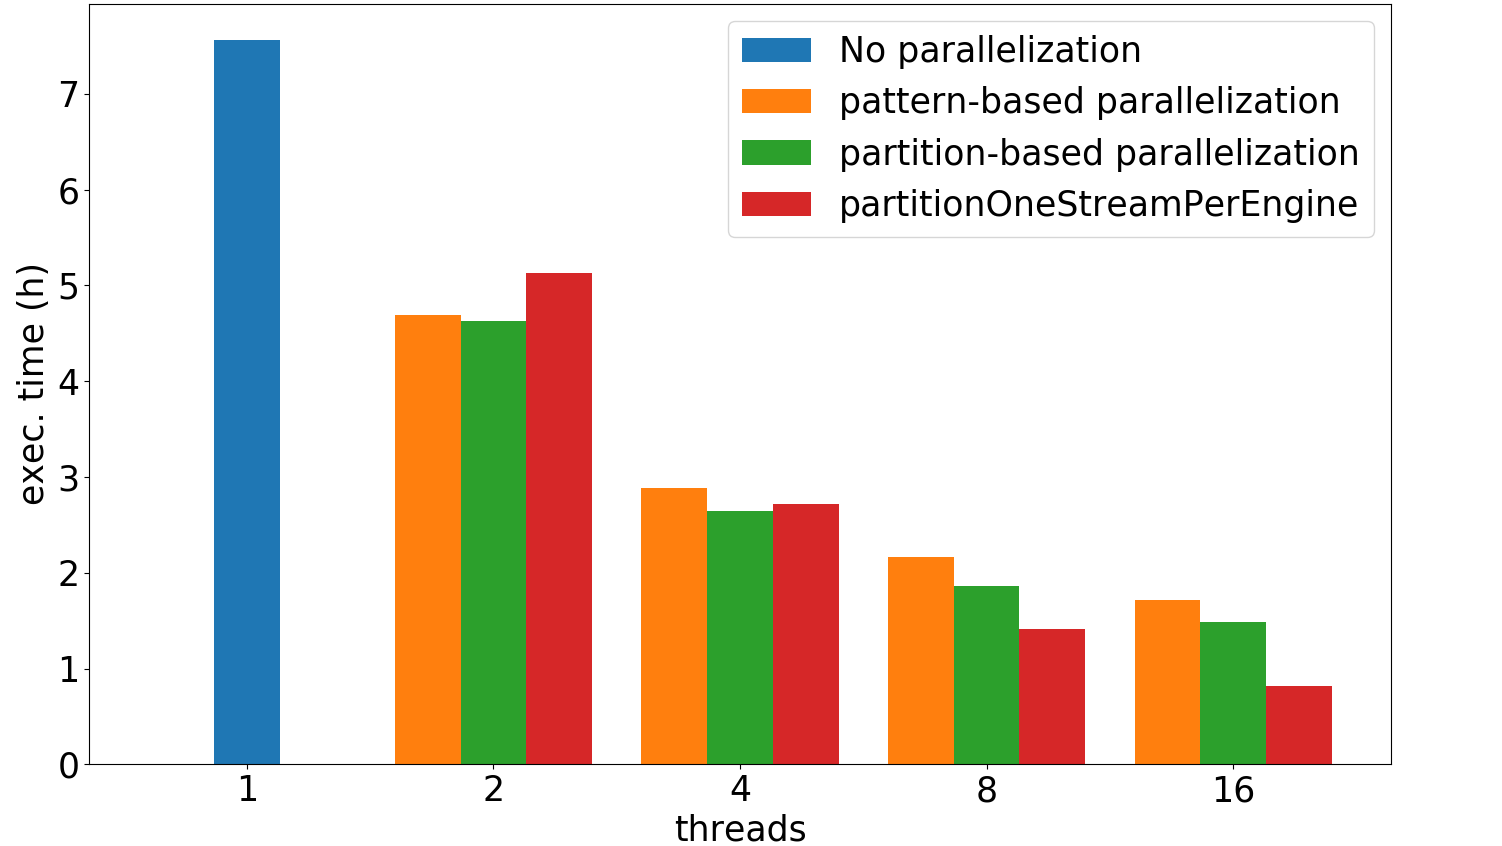 No parallelization
pattern-based parallelization
partition-based parallelization
partitionOneStreamPerEngine
7
6
5
4
3
2
1
0
exec. time (h)
1 2 4 8 16
threads